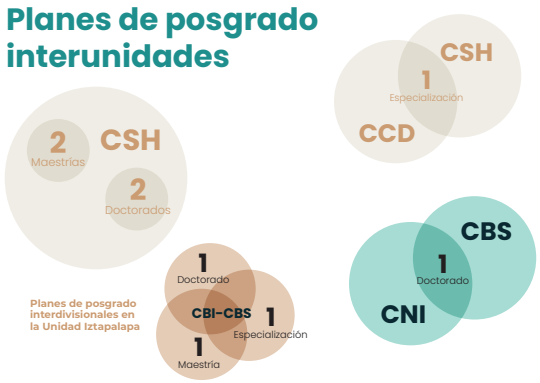 Planes de posgrado
interunidades
CSH
2
Maestrías
2
Doctorados
CSH
1
Especialización
CCD
CBS
1
Doctorado
CNI
Planes de posgrado
interdivisionales en
la Unidad Iztapalapa
1
Doctorado
CBI-CBS
1
Especialización
1
Maestría